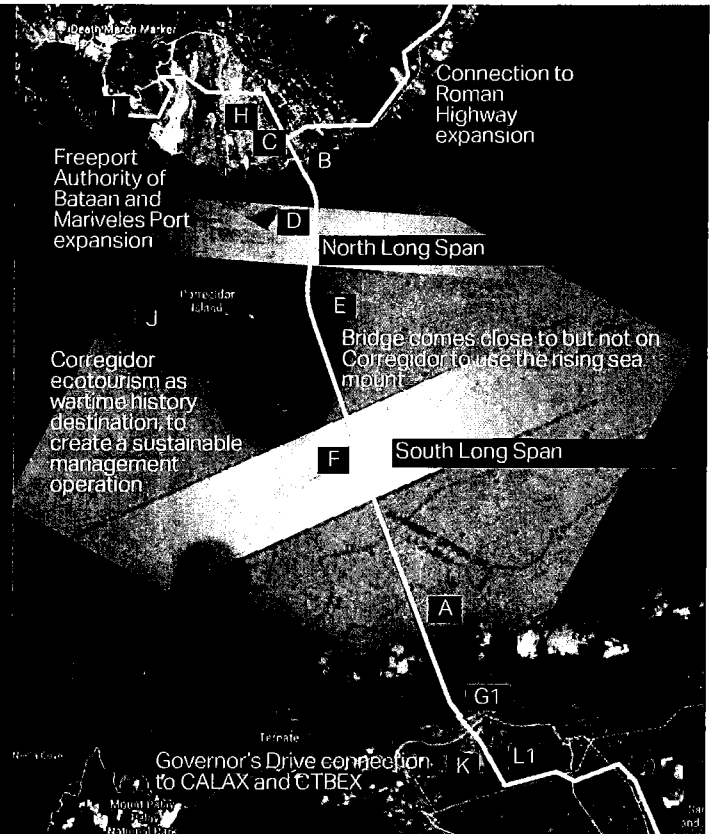 Death March Marker
Connection to
Roman
Highway
expansion
H
C
B
Freeport
Authority of
Bataan and
Mariveles Port
expansion
D
North Long Span
Corregidor
Island
E
J
Bridge comes close to but not on
Corregidor to use the rising sea
mount
Corregidor
ecotourism as
wartime history
destination, to
create a sustainable
management
operation
F
South Long Span
A
G1
Ternate
Governor's Drive connection
to CALAX and CTBEX
K
L1
Mount Palay
National Park